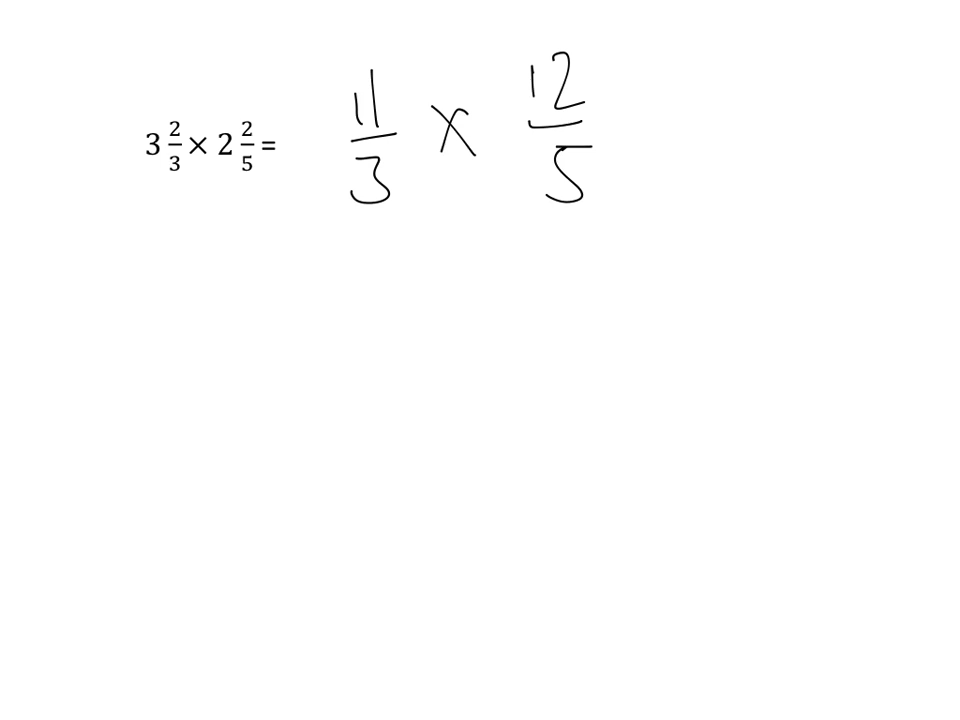 3 2/3 × 2 2/5 = 11/3 × 12/5